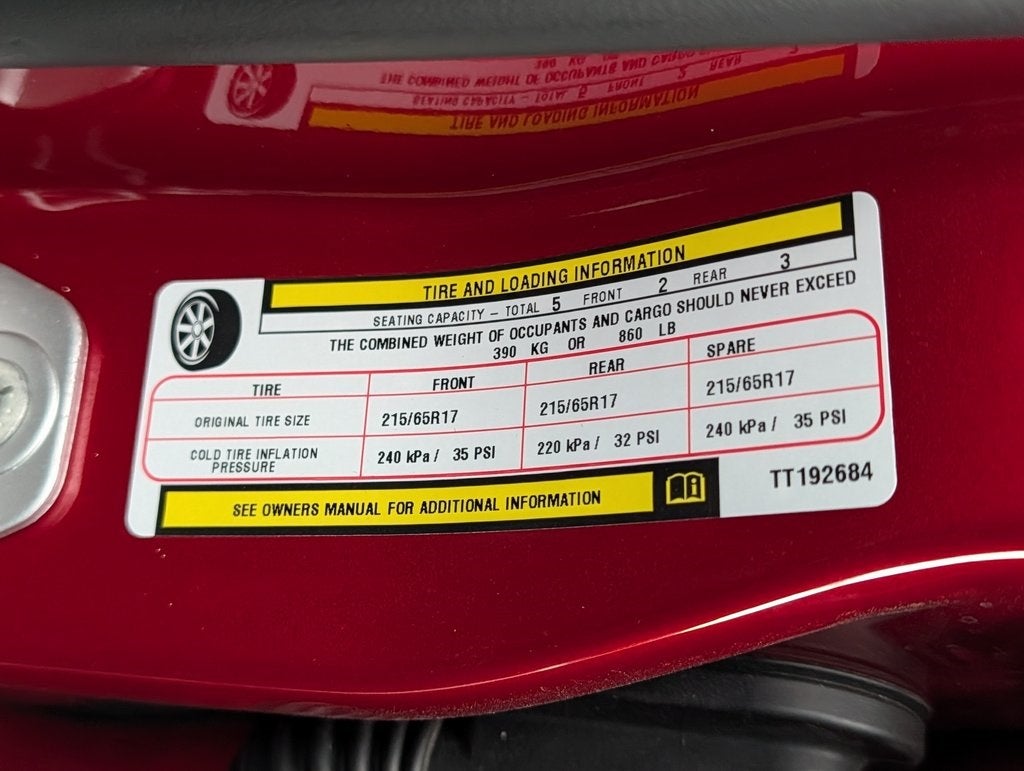 TIRE AND LOADING INFORMATION
SEATING CAPACITY – TOTAL 5 FRONT 2 REAR 3
THE COMBINED WEIGHT OF OCCUPANTS AND CARGO SHOULD NEVER EXCEED
390 KG OR 860 LB
TIRE FRONT REAR SPARE
ORIGINAL TIRE SIZE 215/65R17 215/65R17 215/65R17
COLD TIRE INFLATION PRESSURE 240 kPa / 35 PSI 220 kPa / 32 PSI 240 kPa / 35 PSI
SEE OWNERS MANUAL FOR ADDITIONAL INFORMATION
TT192684